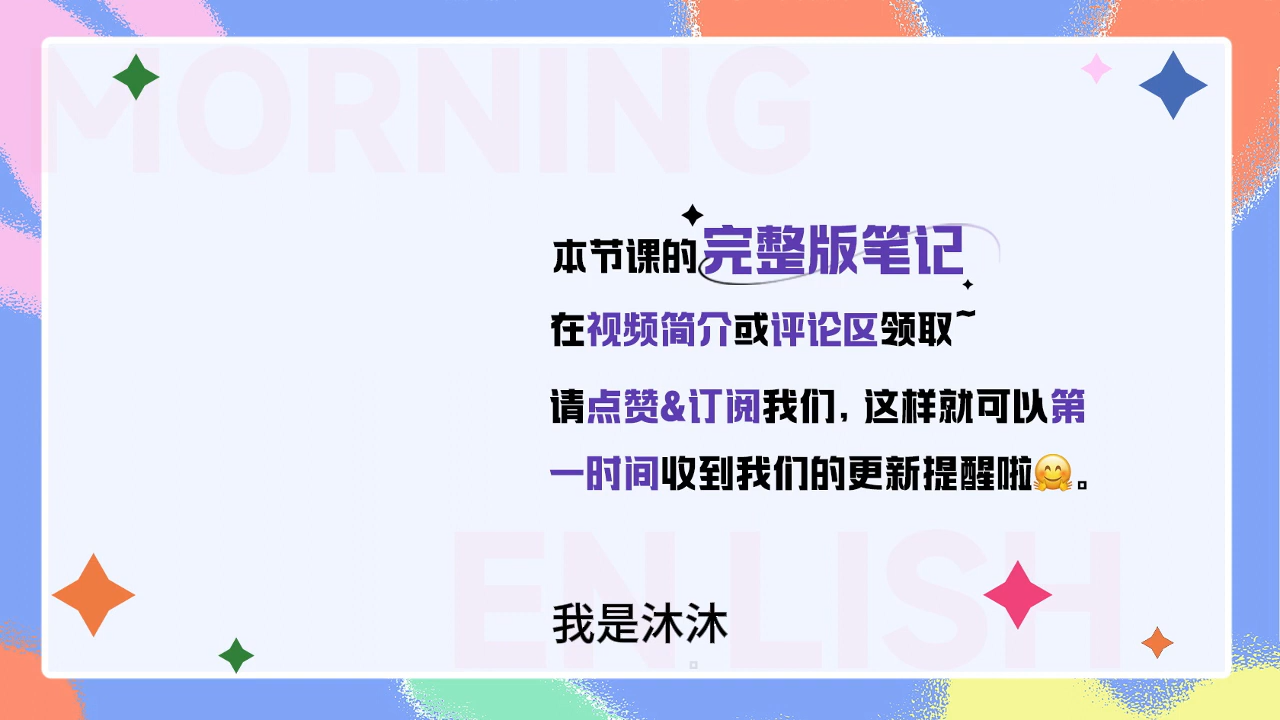 MORNING
本节课的完整版笔记
在视频简介或评论区领取~
请点赞&订阅我们，这样就可以第
一时间收到我们的更新提醒啦🤗。
ENLISH
我是沐沐